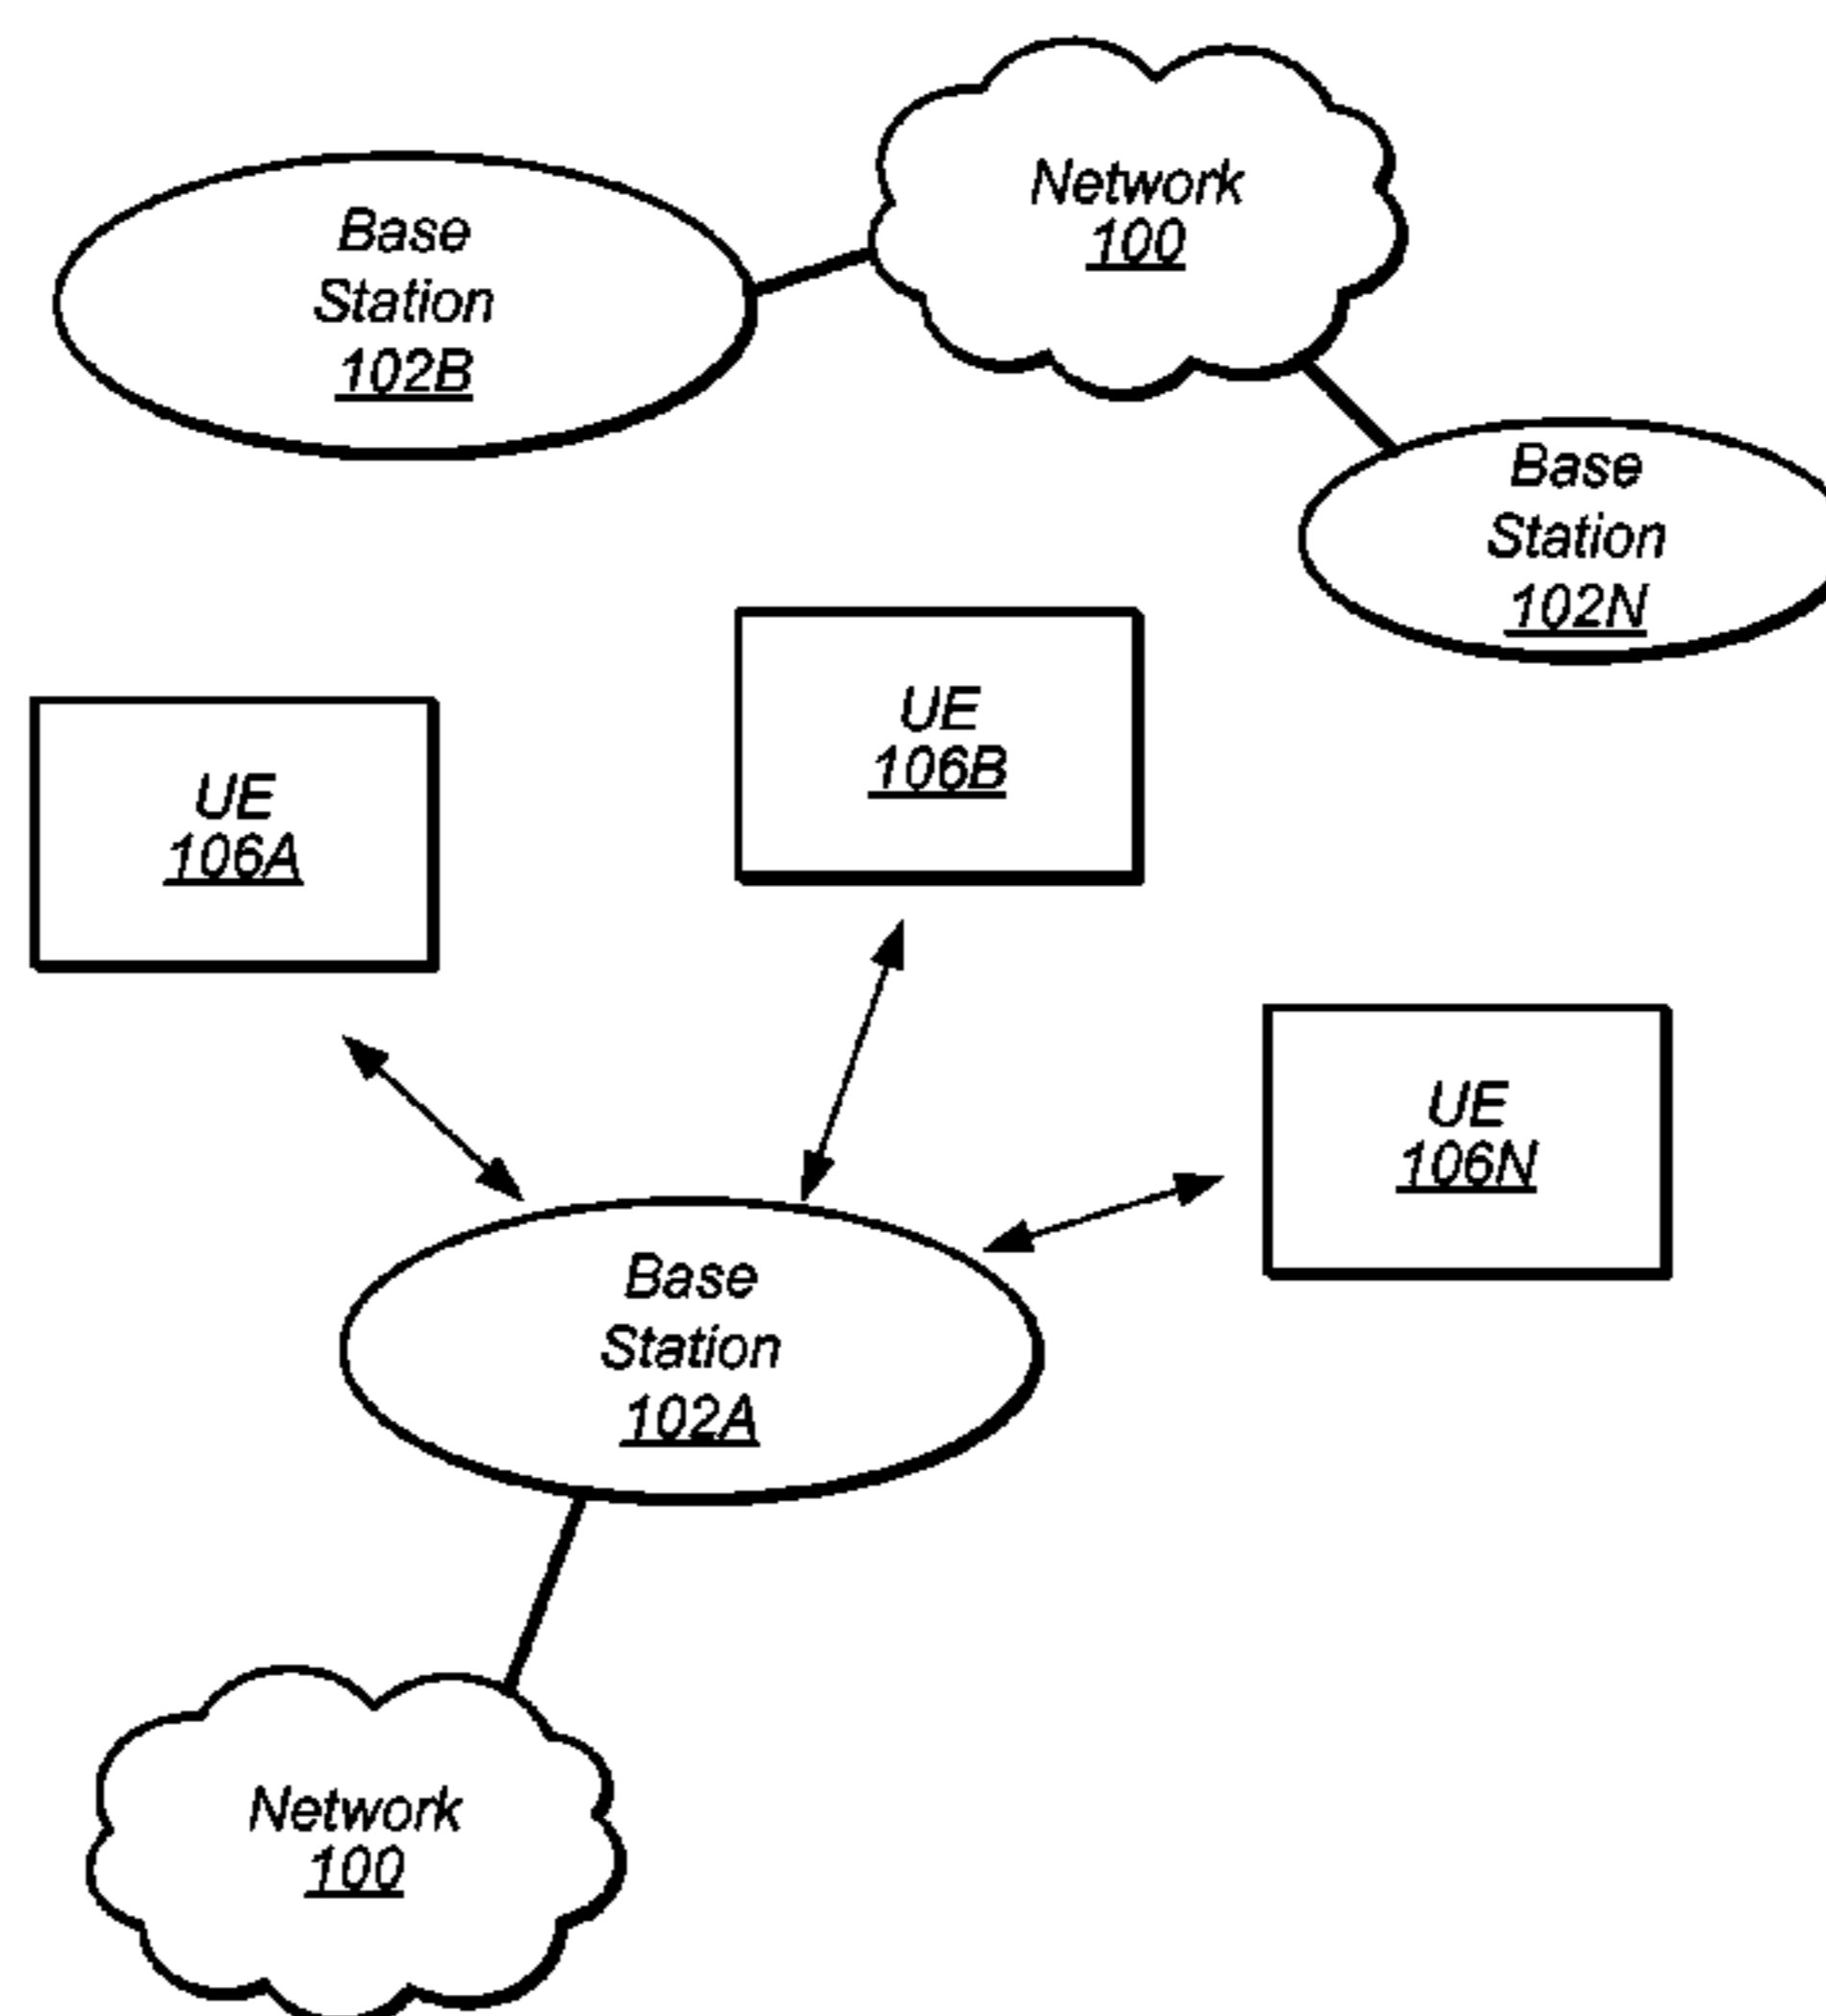 Network
100
Base
Station
102B
Base
Station
102N
UE
106B
UE
106A
UE
106N
Base
Station
102A
Network
100